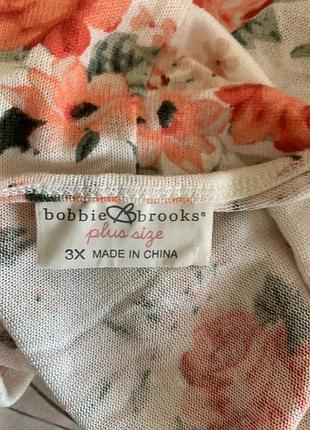 bobbie B brooks®
plus size
3X MADE IN CHINA